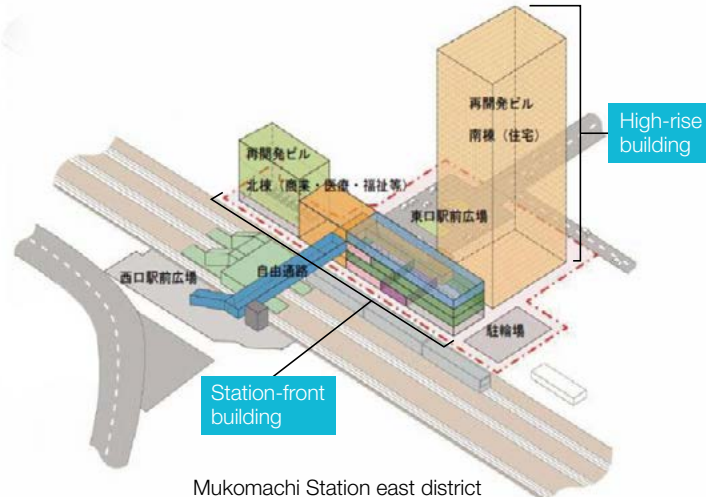 再開発ビル
南棟（住宅）
High-rise
building
再開発ビル
北棟（商業・医療・福祉等）
東口駅前広場
自由通路
西口駅前広場
駐輪場
Station-front
building
Mukomachi Station east district